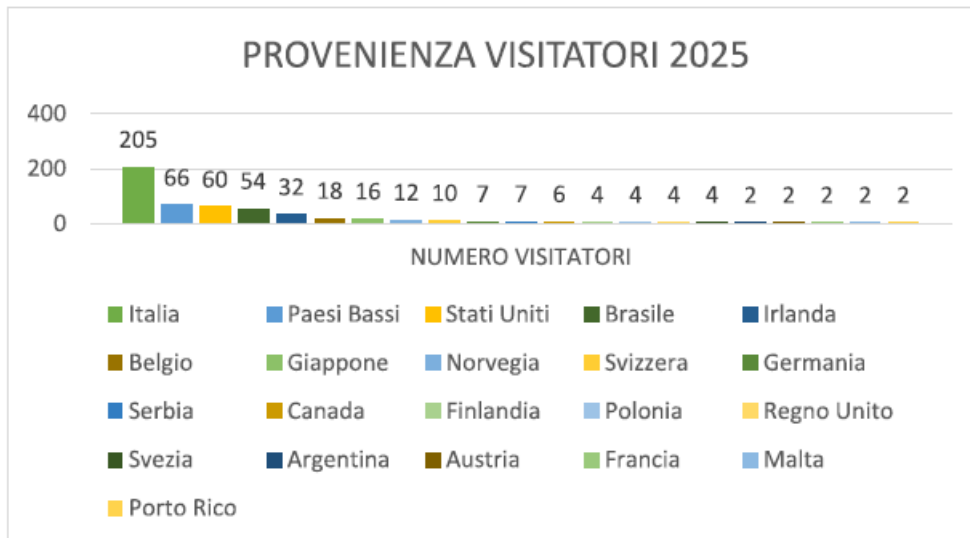 PROVENIENZA VISITATORI 2025
400
205
200
66 60 54 32 18 16 12 10 7 7 6 4 4 4 4 2 2 2 2 2
0
NUMERO VISITATORI
Italia Paesi Bassi Stati Uniti Brasile Irlanda
Belgio Giappone Norvegia Svizzera Germania
Serbia Canada Finlandia Polonia Regno Unito
Svezia Argentina Austria Francia Malta
Porto Rico